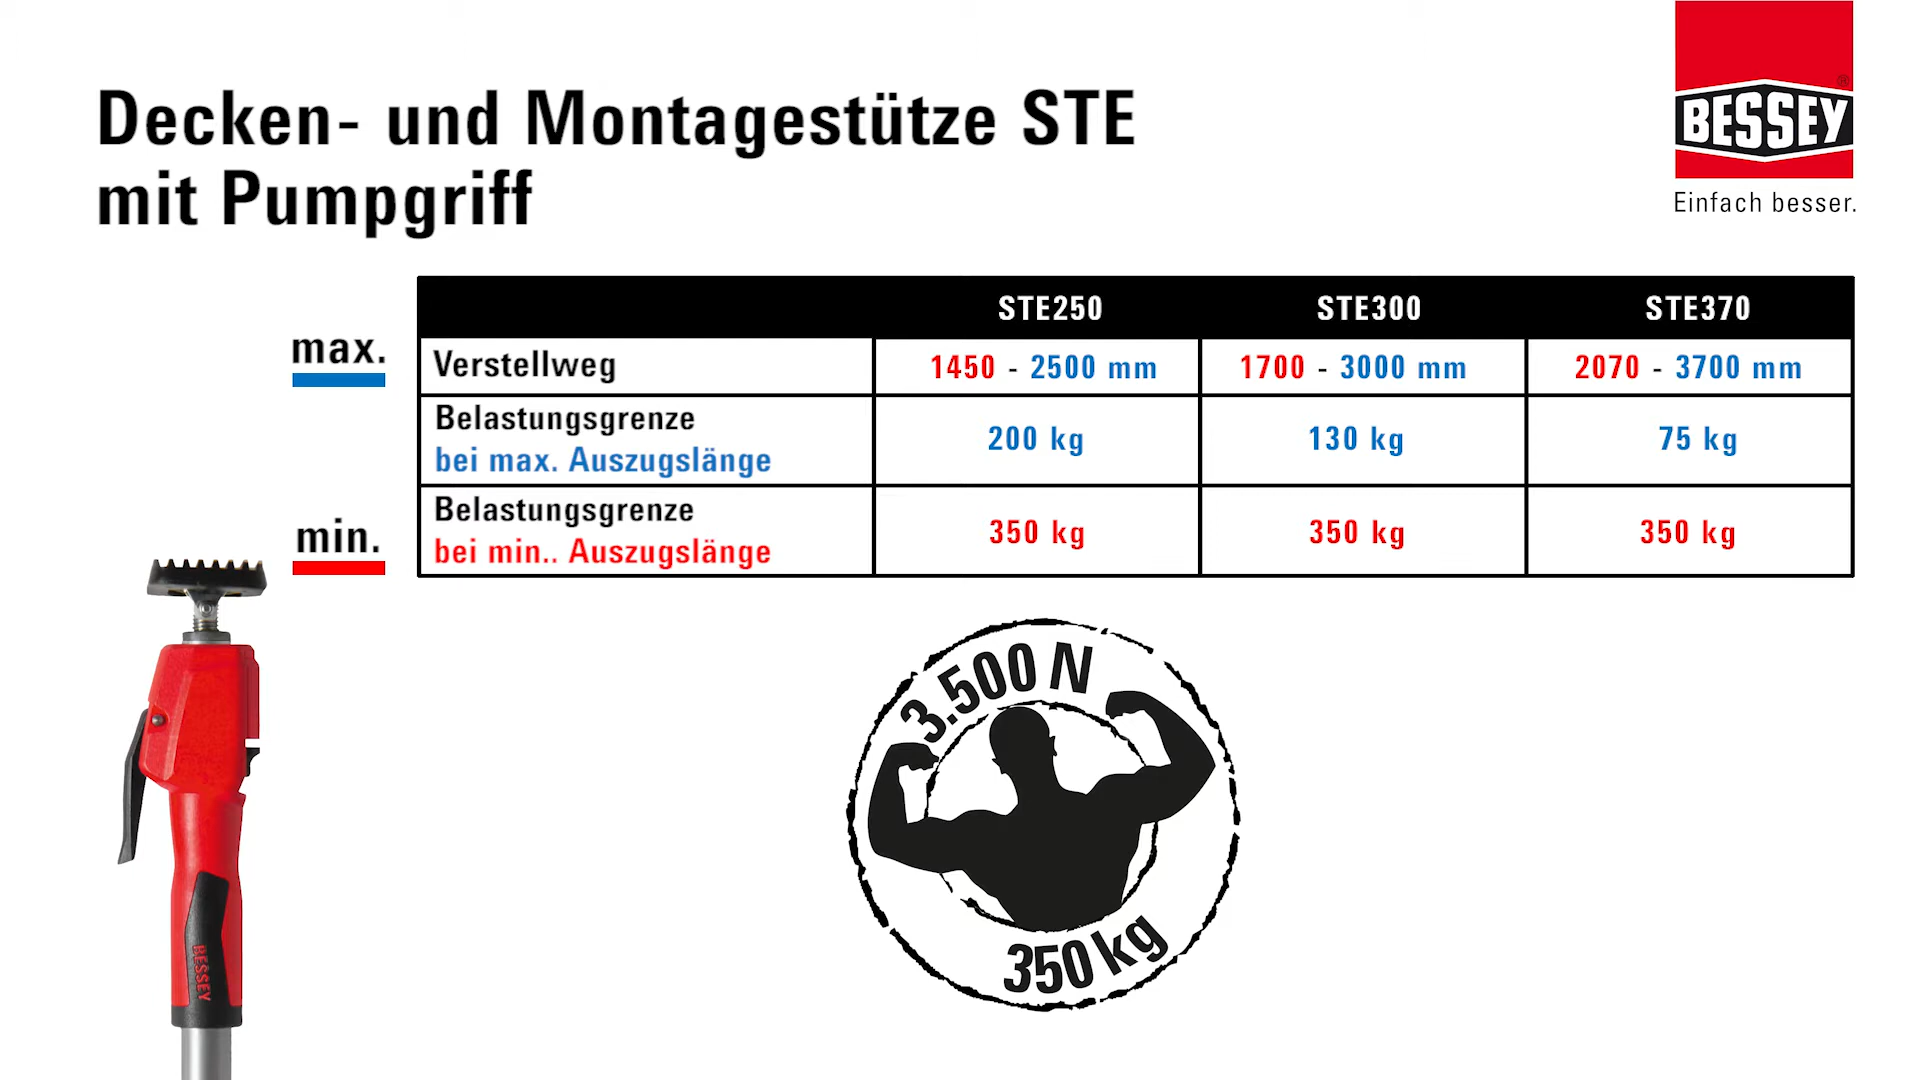 Decken- und Montagestütze STE
mit Pumpgriff
BESSEY
®
Einfach besser.
max.
min.
STE250 STE300 STE370
Verstellweg 1450 - 2500 mm 1700 - 3000 mm 2070 - 3700 mm
Belastungsgrenze
bei max. Auszugslänge 200 kg 130 kg 75 kg
Belastungsgrenze
bei min.. Auszugslänge 350 kg 350 kg 350 kg
3.500 N
350 kg
BESSEY